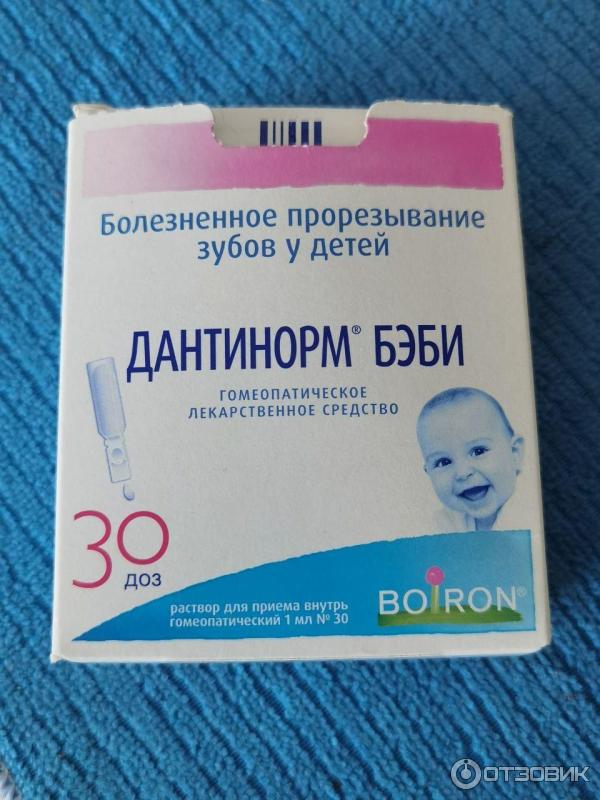 Болезненное прорезывание
зубов у детей
ДАНТИНОРМ® БЭБИ
ГОМЕОПАТИЧЕСКОЕ
ЛЕКАРСТВЕННОЕ СРЕДСТВО
30
ДОЗ
раствор для приема внутрь
гомеопатический 1 мл № 30
BOIRON®
ОТЗОВИК